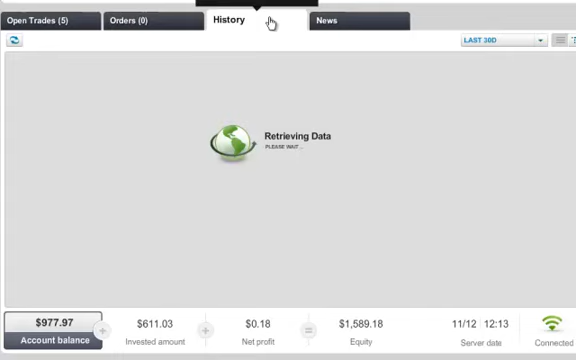 Open Trades (5) Orders (0) History News
LAST 30D
Retrieving Data
PLEASE WAIT...
$977.97 + $611.03 + $0.18 = $1,589.18 11/12 12:13
Account balance Invested amount Net profit Equity Server date Connected